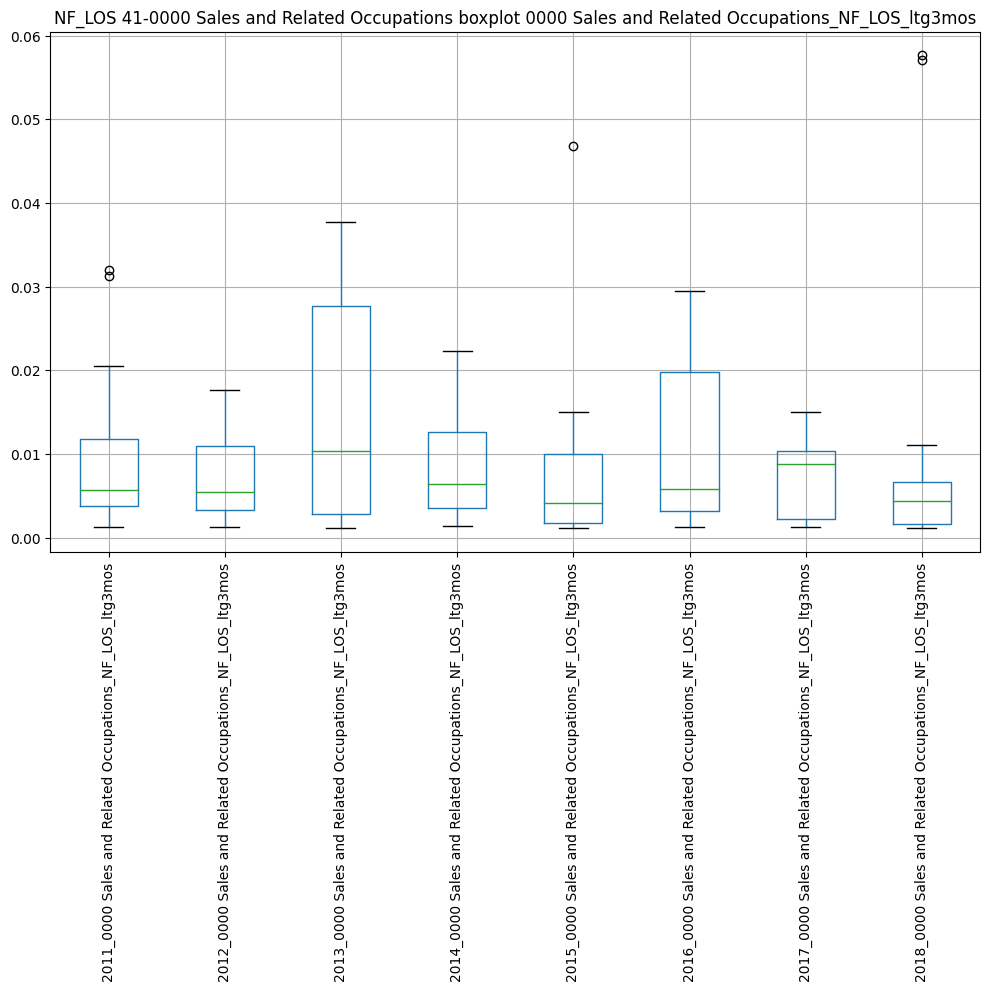 NF_LOS 41-0000 Sales and Related Occupations boxplot 0000 Sales and Related Occupations_NF_LOS_ltg3mos
0.06
0.05
0.04
0.03
0.02
0.01
0.00
2011_0000 Sales and Related Occupations_NF_LOS_ltg3mos
2012_0000 Sales and Related Occupations_NF_LOS_ltg3mos
2013_0000 Sales and Related Occupations_NF_LOS_ltg3mos
2014_0000 Sales and Related Occupations_NF_LOS_ltg3mos
2015_0000 Sales and Related Occupations_NF_LOS_ltg3mos
2016_0000 Sales and Related Occupations_NF_LOS_ltg3mos
2017_0000 Sales and Related Occupations_NF_LOS_ltg3mos
2018_0000 Sales and Related Occupations_NF_LOS_ltg3mos